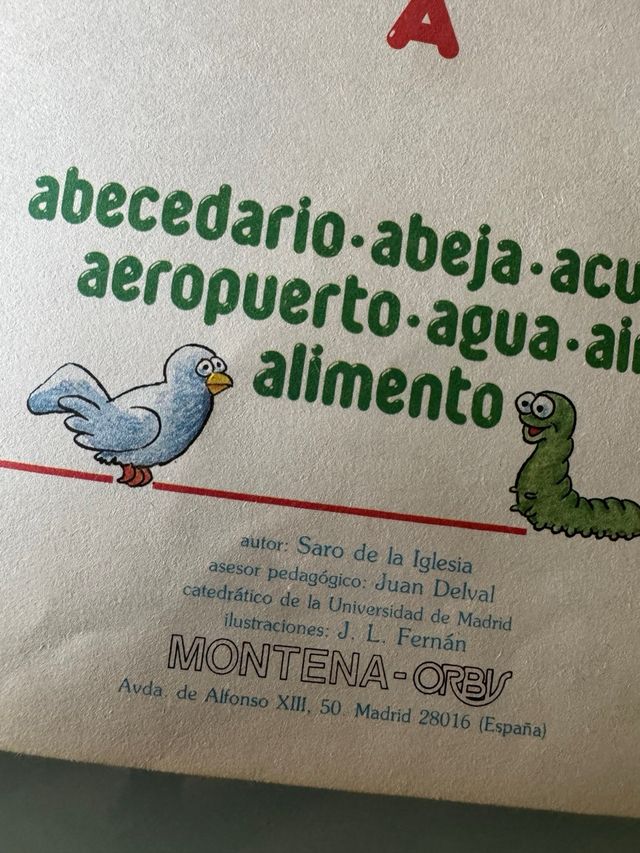 A
abecedario·abeja·acu
aeropuerto·agua·ai
alimento
autor: Saro de la Iglesia
asesor pedagógico: Juan Delval
catedrático de la Universidad de Madrid
ilustraciones: J. L. Fernán
MONTENA-ORBIS
Avda. de Alfonso XIII, 50. Madrid 28016 (España)